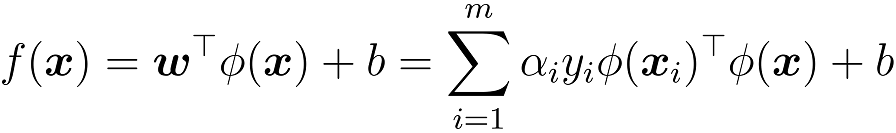 f(𝒙) = 𝒘⊤ϕ(𝒙) + b = ∑_{i=1}^{m} α_i y_i ϕ(𝒙_i)⊤ϕ(𝒙) + b